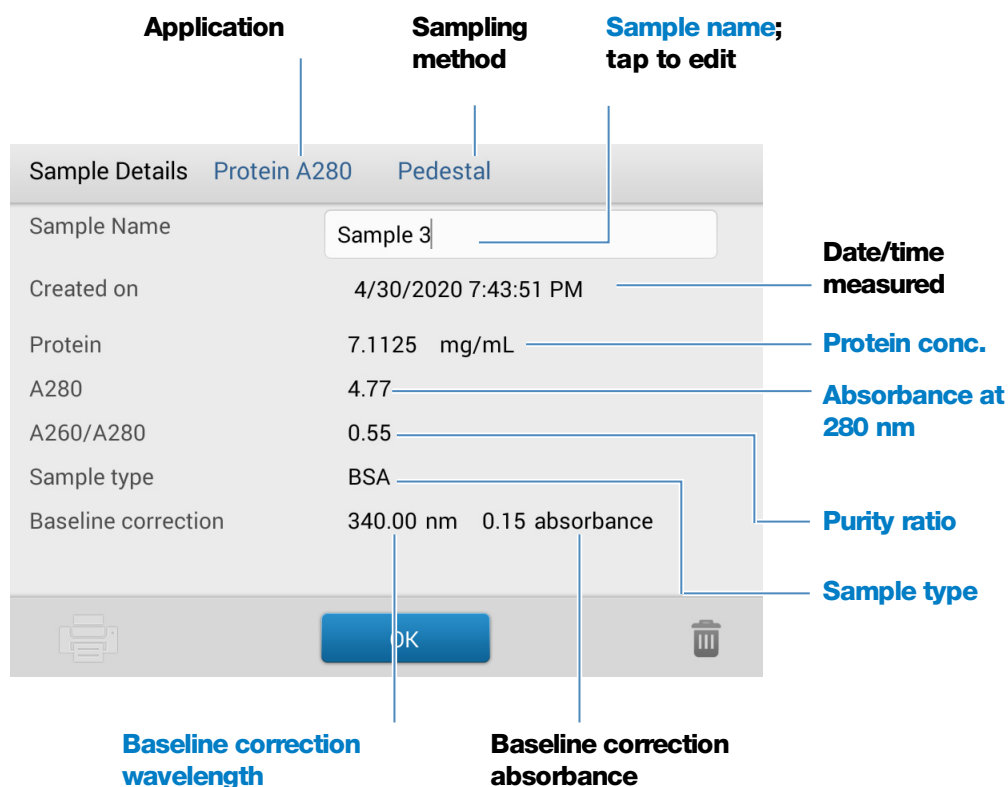 Application
Sampling
method
Sample name;
tap to edit
Sample Details Protein A280 Pedestal
Sample Name Sample 3
Created on 4/30/2020 7:43:51 PM
Date/time
measured
Protein 7.1125 mg/mL
Protein conc.
A280 4.77
Absorbance at
280 nm
A260/A280 0.55
Sample type BSA
Baseline correction 340.00 nm 0.15 absorbance
Purity ratio
Sample type
OK
Baseline correction
wavelength
Baseline correction
absorbance